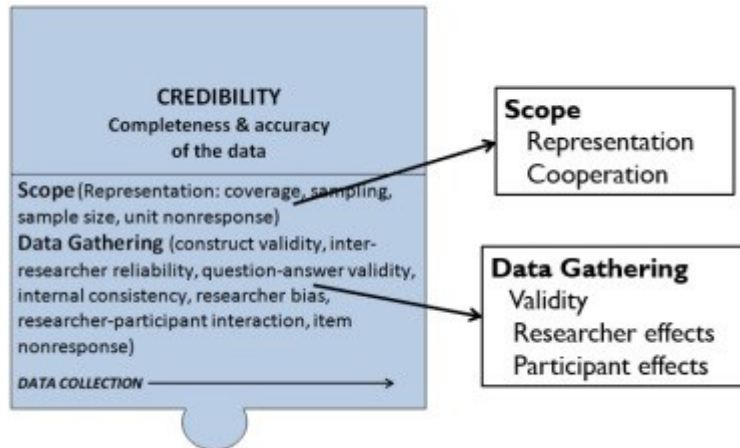 CREDIBILITY
Completeness & accuracy
of the data
Scope (Representation: coverage, sampling,
sample size, unit nonresponse)
Data Gathering (construct validity, inter-
researcher reliability, question-answer validity,
internal consistency, researcher bias,
researcher-participant interaction, item
nonresponse)
DATA COLLECTION
Scope
Representation
Cooperation
Data Gathering
Validity
Researcher effects
Participant effects